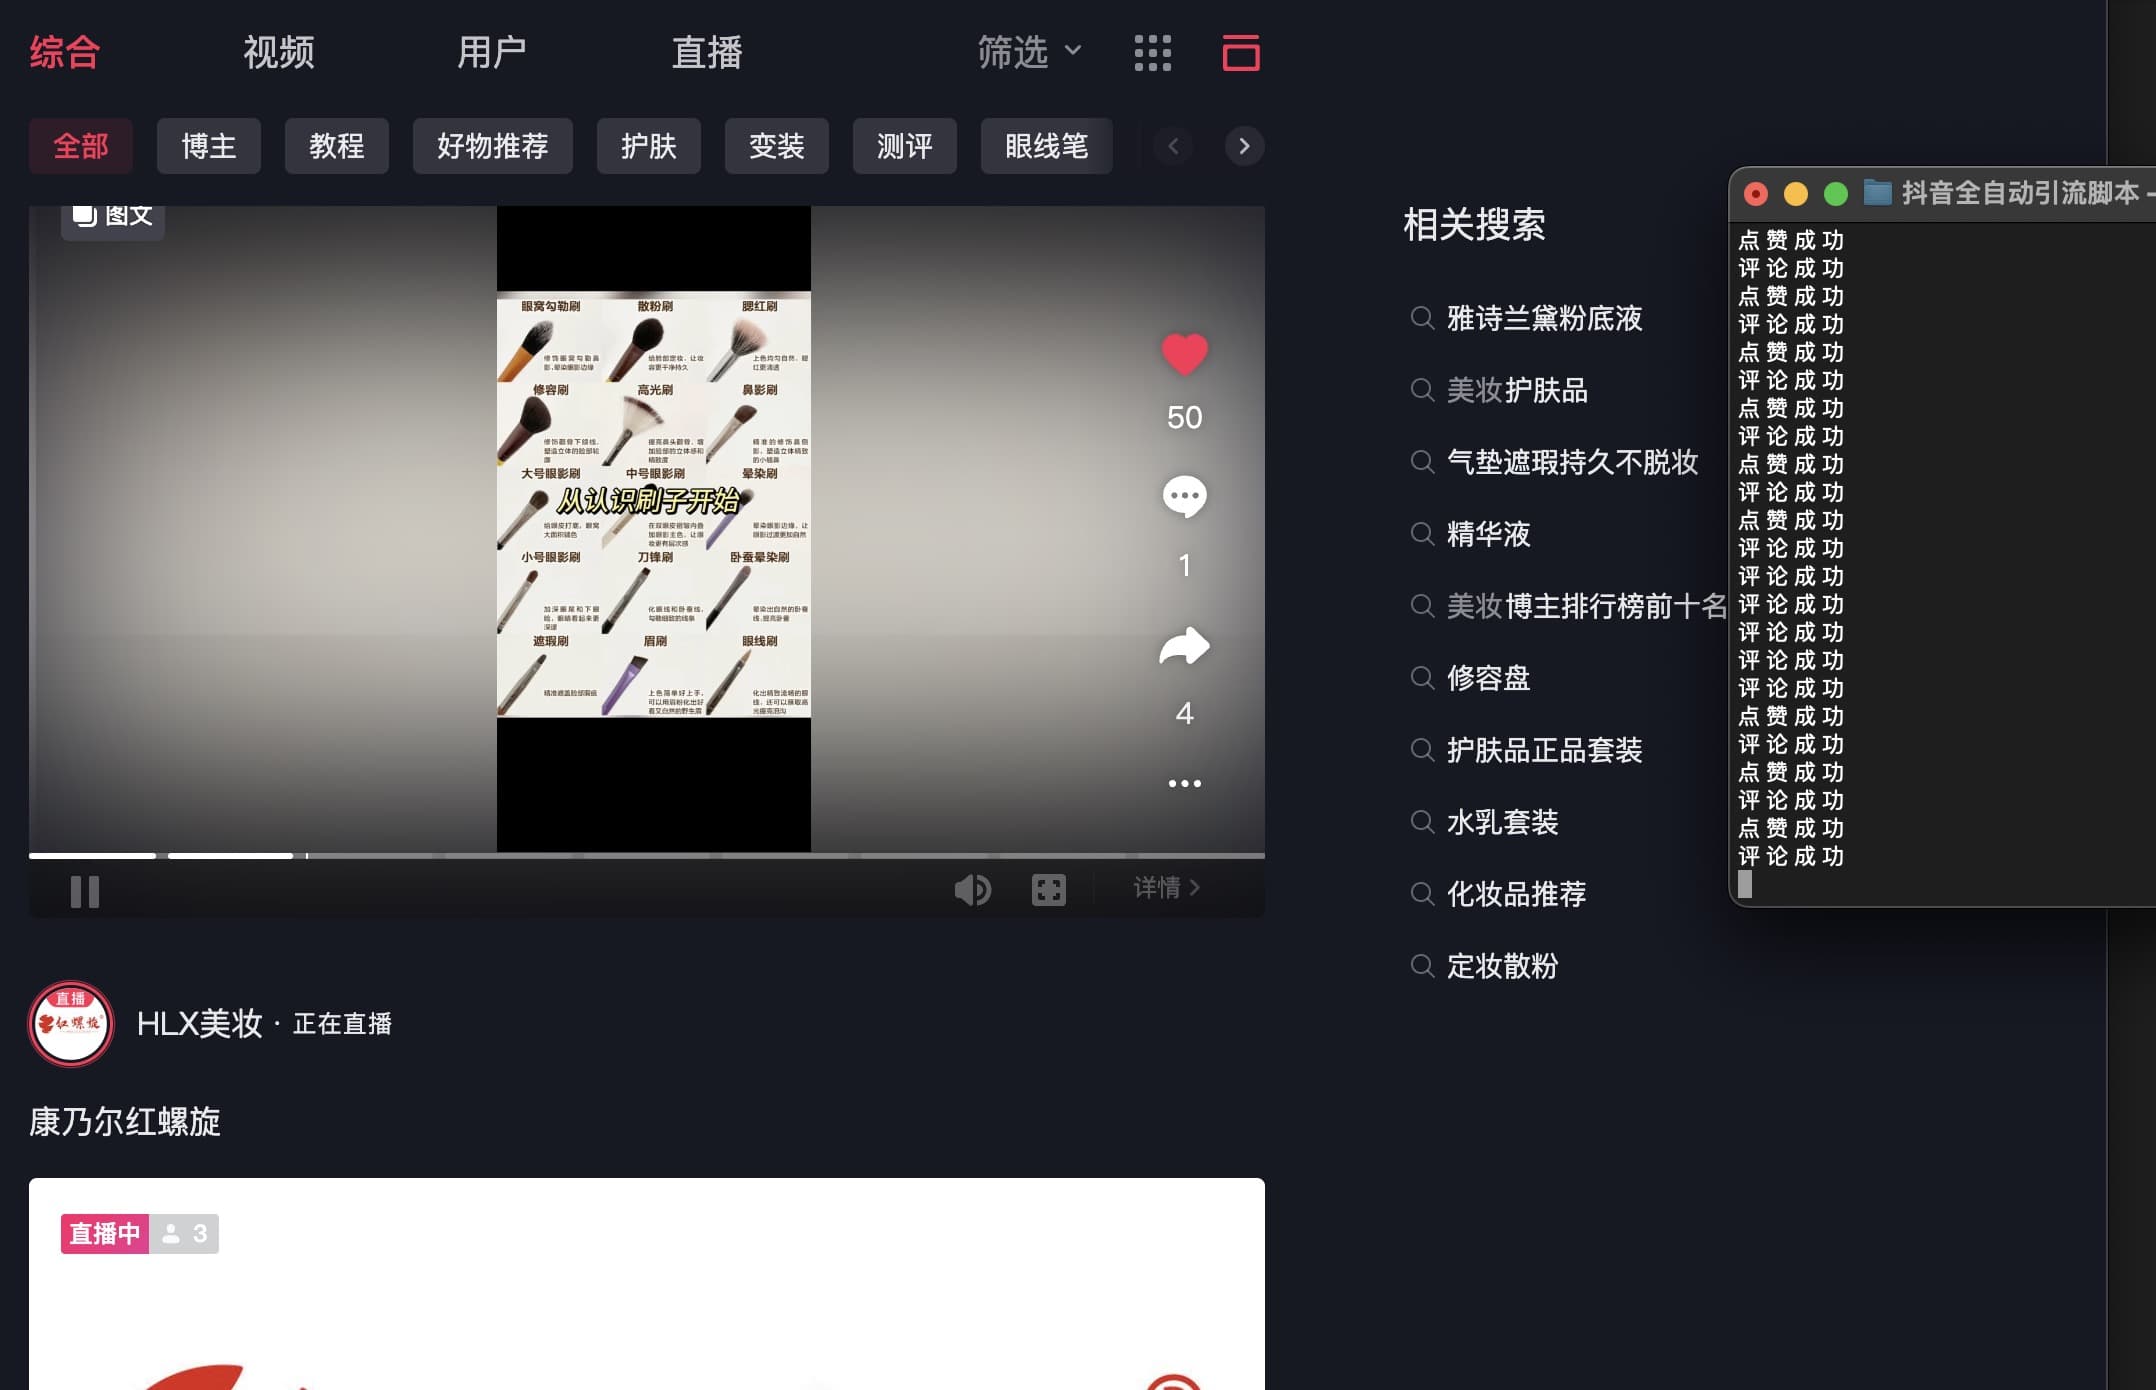 综合
视频
用户
直播
筛选
全部
博主
教程
好物推荐
护肤
变装
测评
眼线笔
图文
眼窝勾勒刷
散粉刷
腮红刷
修容刷
高光刷
鼻影刷
大号眼影刷
中号眼影刷
晕染刷
从认识刷子开始
小号眼影刷
刀锋刷
卧蚕晕染刷
遮瑕刷
眉刷
眼线刷
50
1
4
详情
直播
红螺旋
HLX美妆 · 正在直播
康乃尔红螺旋
直播中
3
相关搜索
雅诗兰黛粉底液
美妆护肤品
气垫遮瑕持久不脱妆
精华液
美妆博主排行榜前十名
修容盘
护肤品正品套装
水乳套装
化妆品推荐
定妆散粉
抖音全自动引流脚本 –
点赞成功
评论成功
点赞成功
评论成功
点赞成功
评论成功
点赞成功
评论成功
点赞成功
评论成功
点赞成功
评论成功
评论成功
评论成功
评论成功
评论成功
评论成功
点赞成功
评论成功
点赞成功
评论成功
点赞成功
评论成功